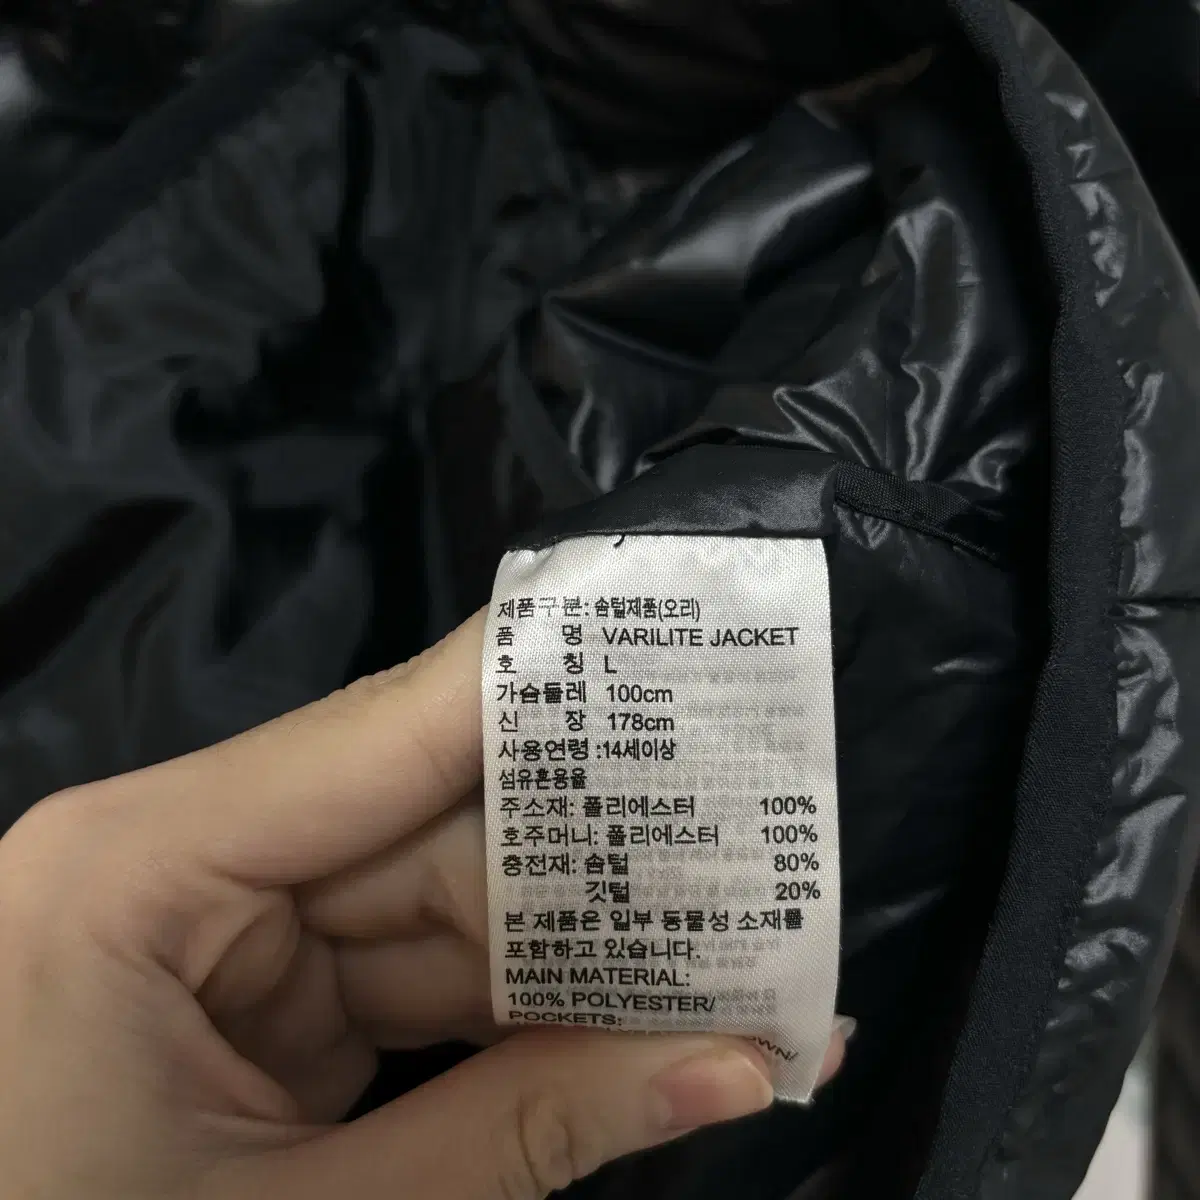 제품구분: 솜털제품(오리)
품 명 VARILITE JACKET
호 칭 L
가슴둘레 100cm
신 장 178cm
사용연령 :14세이상
섬유혼용율
주소재: 폴리에스터 100%
호주머니: 폴리에스터 100%
충전재: 솜털 80%
깃털 20%
본 제품은 일부 동물성 소재를
포함하고 있습니다.
MAIN MATERIAL:
100% POLYESTER/
POCKETS: